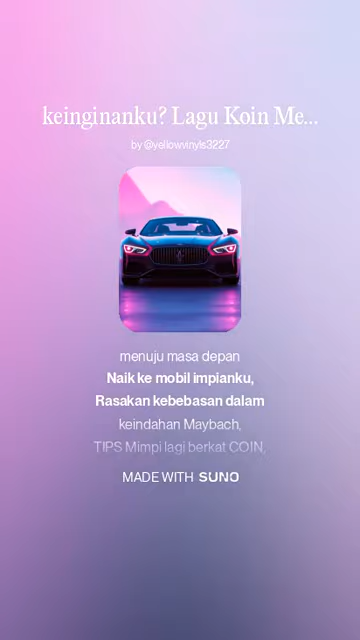 keinginanku? Lagu Koin Me...
by @yellowvinyls3227
menuju masa depan
Naik ke mobil impianku,
Rasakan kebebasan dalam
keindahan Maybach,
TIPS Mimpi lagi berkat COIN,
MADE WITH SUNO